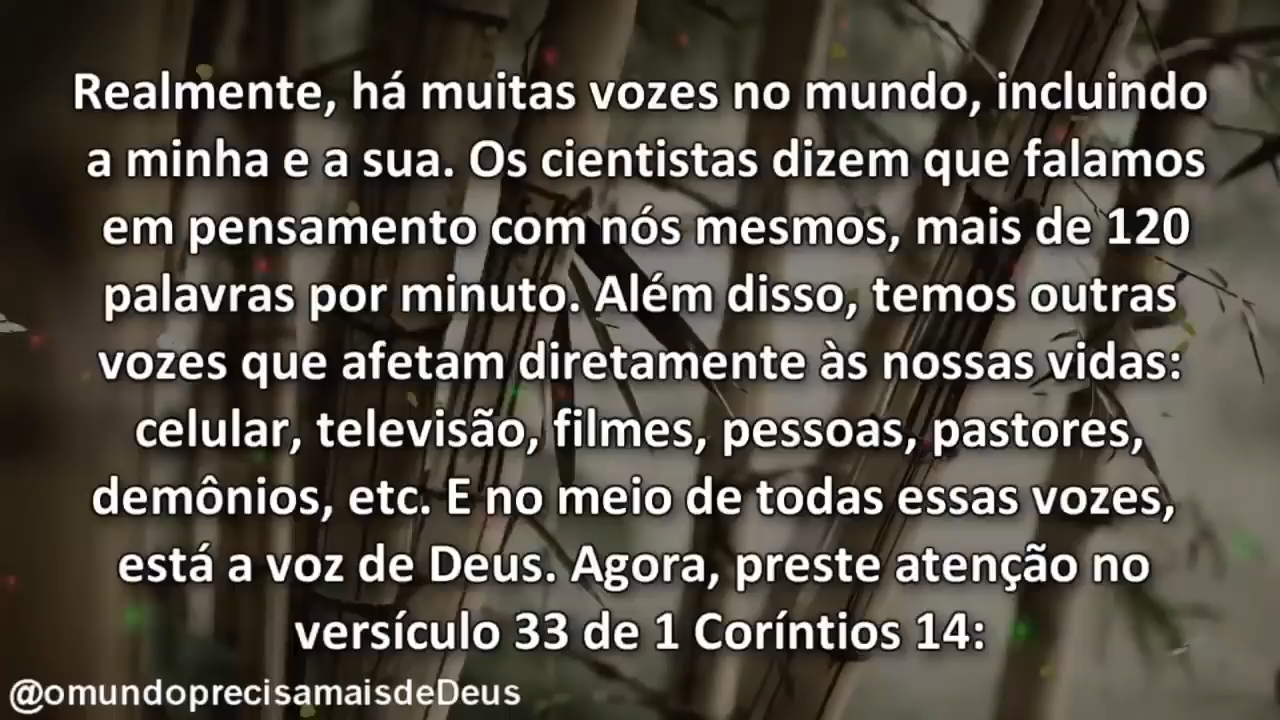 Realmente, há muitas vozes no mundo, incluindo
a minha e a sua. Os cientistas dizem que falamos
em pensamento com nós mesmos, mais de 120
palavras por minuto. Além disso, temos outras
vozes que afetam diretamente às nossas vidas:
celular, televisão, filmes, pessoas, pastores,
demônios, etc. E no meio de todas essas vozes,
está a voz de Deus. Agora, preste atenção no
versículo 33 de 1 Coríntios 14:
@omundoprecisamaisdeDeus